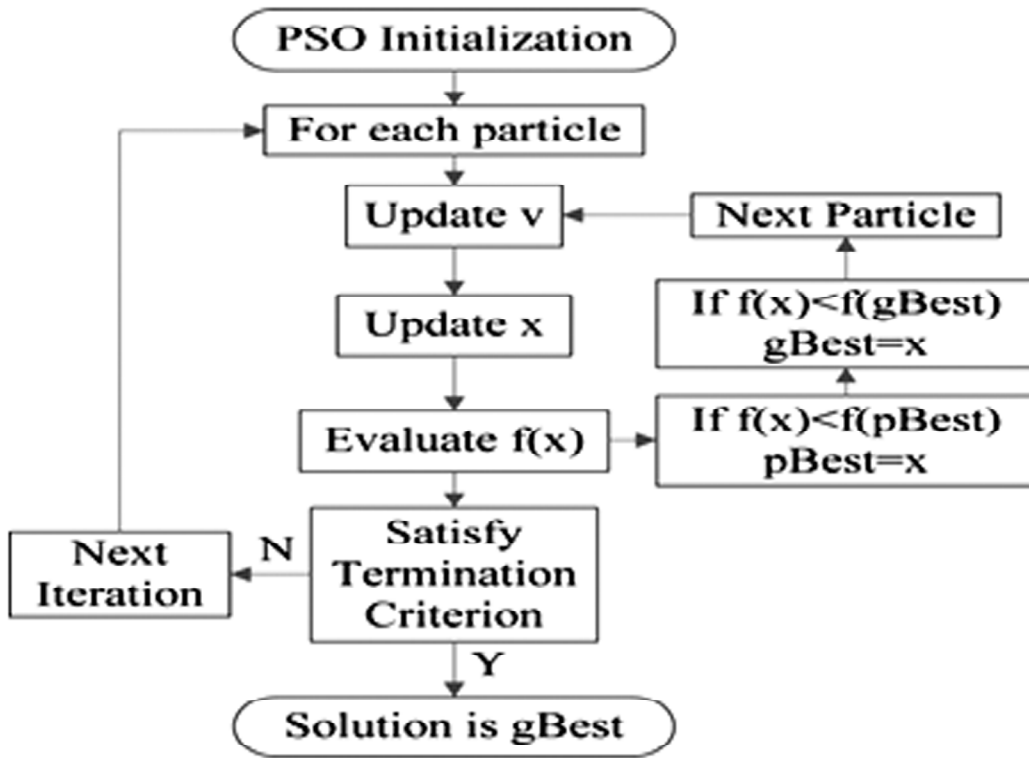 PSO Initialization
For each particle
Update v
Next Particle
If f(x)<f(gBest)
gBest=x
Update x
If f(x)<f(pBest)
pBest=x
Evaluate f(x)
Satisfy
Termination
Criterion
N
Next
Iteration
Y
Solution is gBest